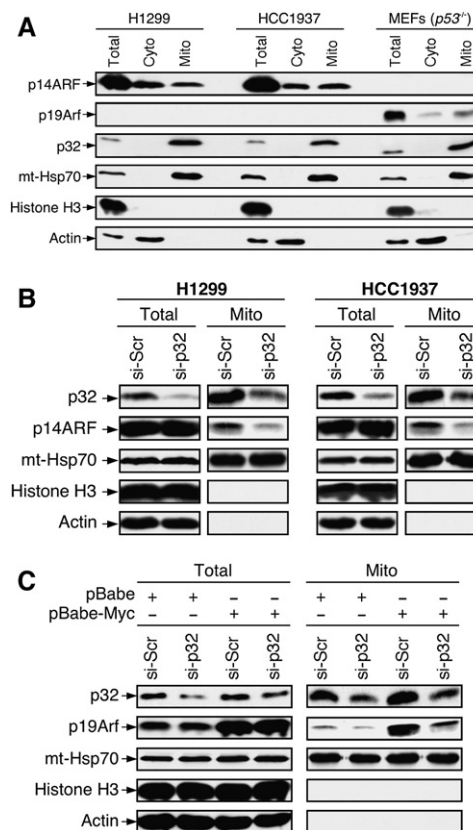 A
H1299
HCC1937
MEFs (p53-/-)
Total Cyto Mito Total Cyto Mito Total Cyto Mito
p14ARF
p19Arf
p32
mt-Hsp70
Histone H3
Actin
B
H1299 HCC1937
Total Mito Total Mito
si-Scr si-p32 si-Scr si-p32 si-Scr si-p32 si-Scr si-p32
p32
p14ARF
mt-Hsp70
Histone H3
Actin
C
Total Mito
pBabe + + – – + + – –
pBabe-Myc – – + + – – + +
si-Scr si-p32 si-Scr si-p32 si-Scr si-p32 si-Scr si-p32
p32
p19Arf
mt-Hsp70
Histone H3
Actin